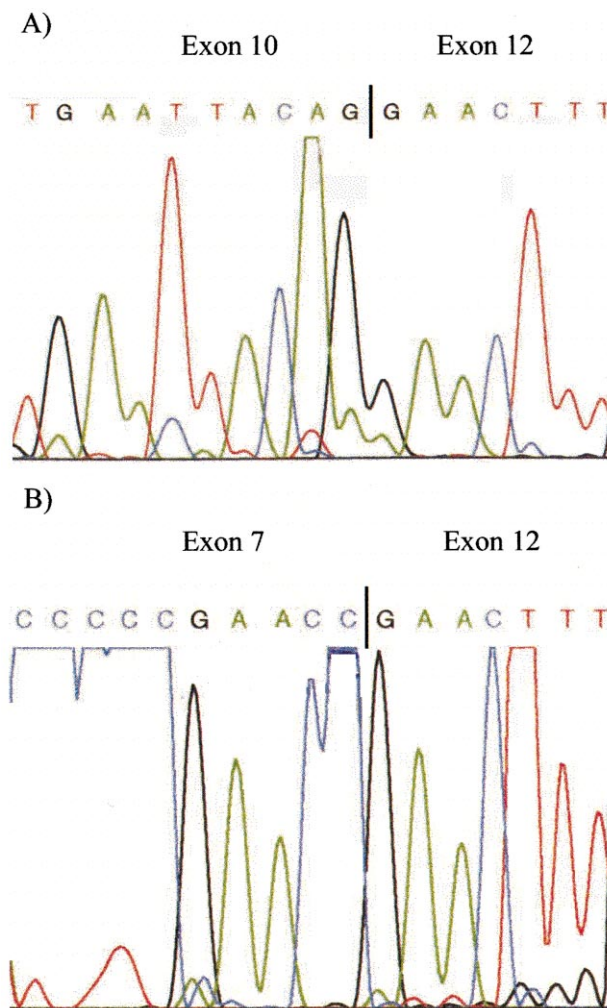 A)
Exon 10 Exon 12
T G A A T T A C A G G A A C T T T
B)
Exon 7 Exon 12
C C C C C G A A C C G A A C T T T